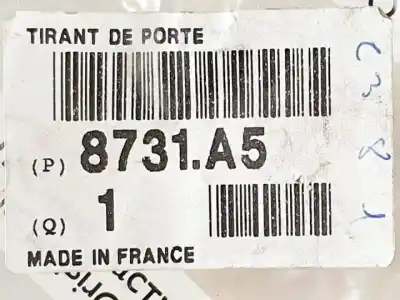 TIRANT DE PORTE
(P) 8731.A5
(Q) 1
MADE IN FRANCE